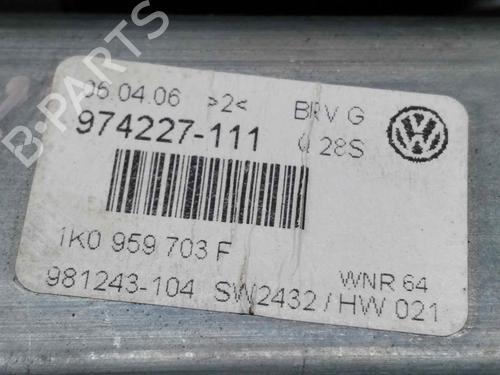 06.04.06 >2< BRV G
974227-111 0 28S
1K0 959 703 F
WNR 64
981243-104 SW2432 / HW 021
B-PARTS